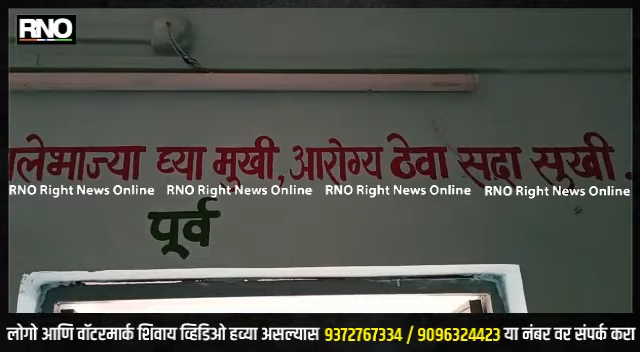 RNO
लेभाज्या घ्या मूखी, आरोग्य ठेवा सदा सुखी.
RNO Right News Online RNO Right News Online RNO Right News Online RNO Right News Online
पूर्व
लोगो आणि वॉटरमार्क शिवाय व्हिडिओ हव्या असल्यास 9372767334 / 9096324423 या नंबर वर संपर्क करा